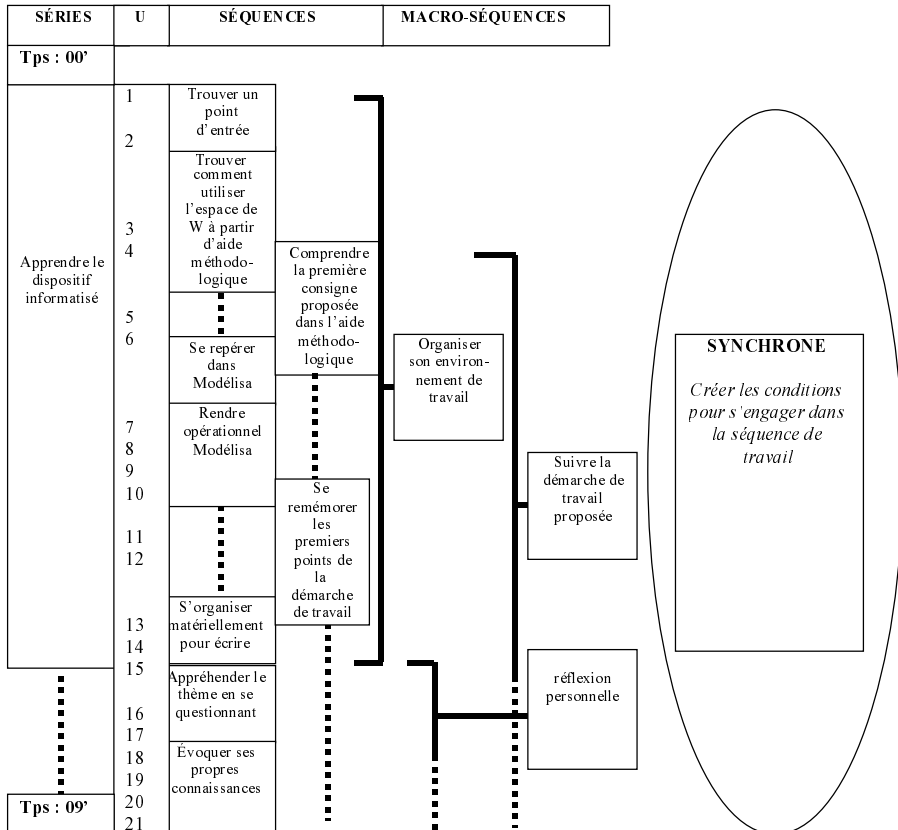 SÉRIES
U
SÉQUENCES
MACRO-SÉQUENCES
Tps : 00’
Apprendre le
dispositif
informatisé
Tps : 09’
1
2
3
4
5
6
7
8
9
10
11
12
13
14
15
16
17
18
19
20
21
Trouver un
point
d’entrée
Trouver
comment
utiliser
l’espace de
W à partir
d’aide
méthodo-
logique
Se repérer
dans
Modélisa
Rendre
opérationnel
Modélisa
S’organiser
matériellement
pour écrire
Appréhender le
thème en se
questionnant
Évoquer ses
propres
connaissances
Comprendre
la première
consigne
proposée
dans l’aide
méthodo-
logique
Se
remémorer
les
premiers
points de
la
démarche
de travail
Organiser
son environ-
nement de
travail
Suivre la
démarche de
travail
proposée
réflexion
personnelle
SYNCHRONE
Créer les conditions
pour s'engager dans
la séquence de
travail